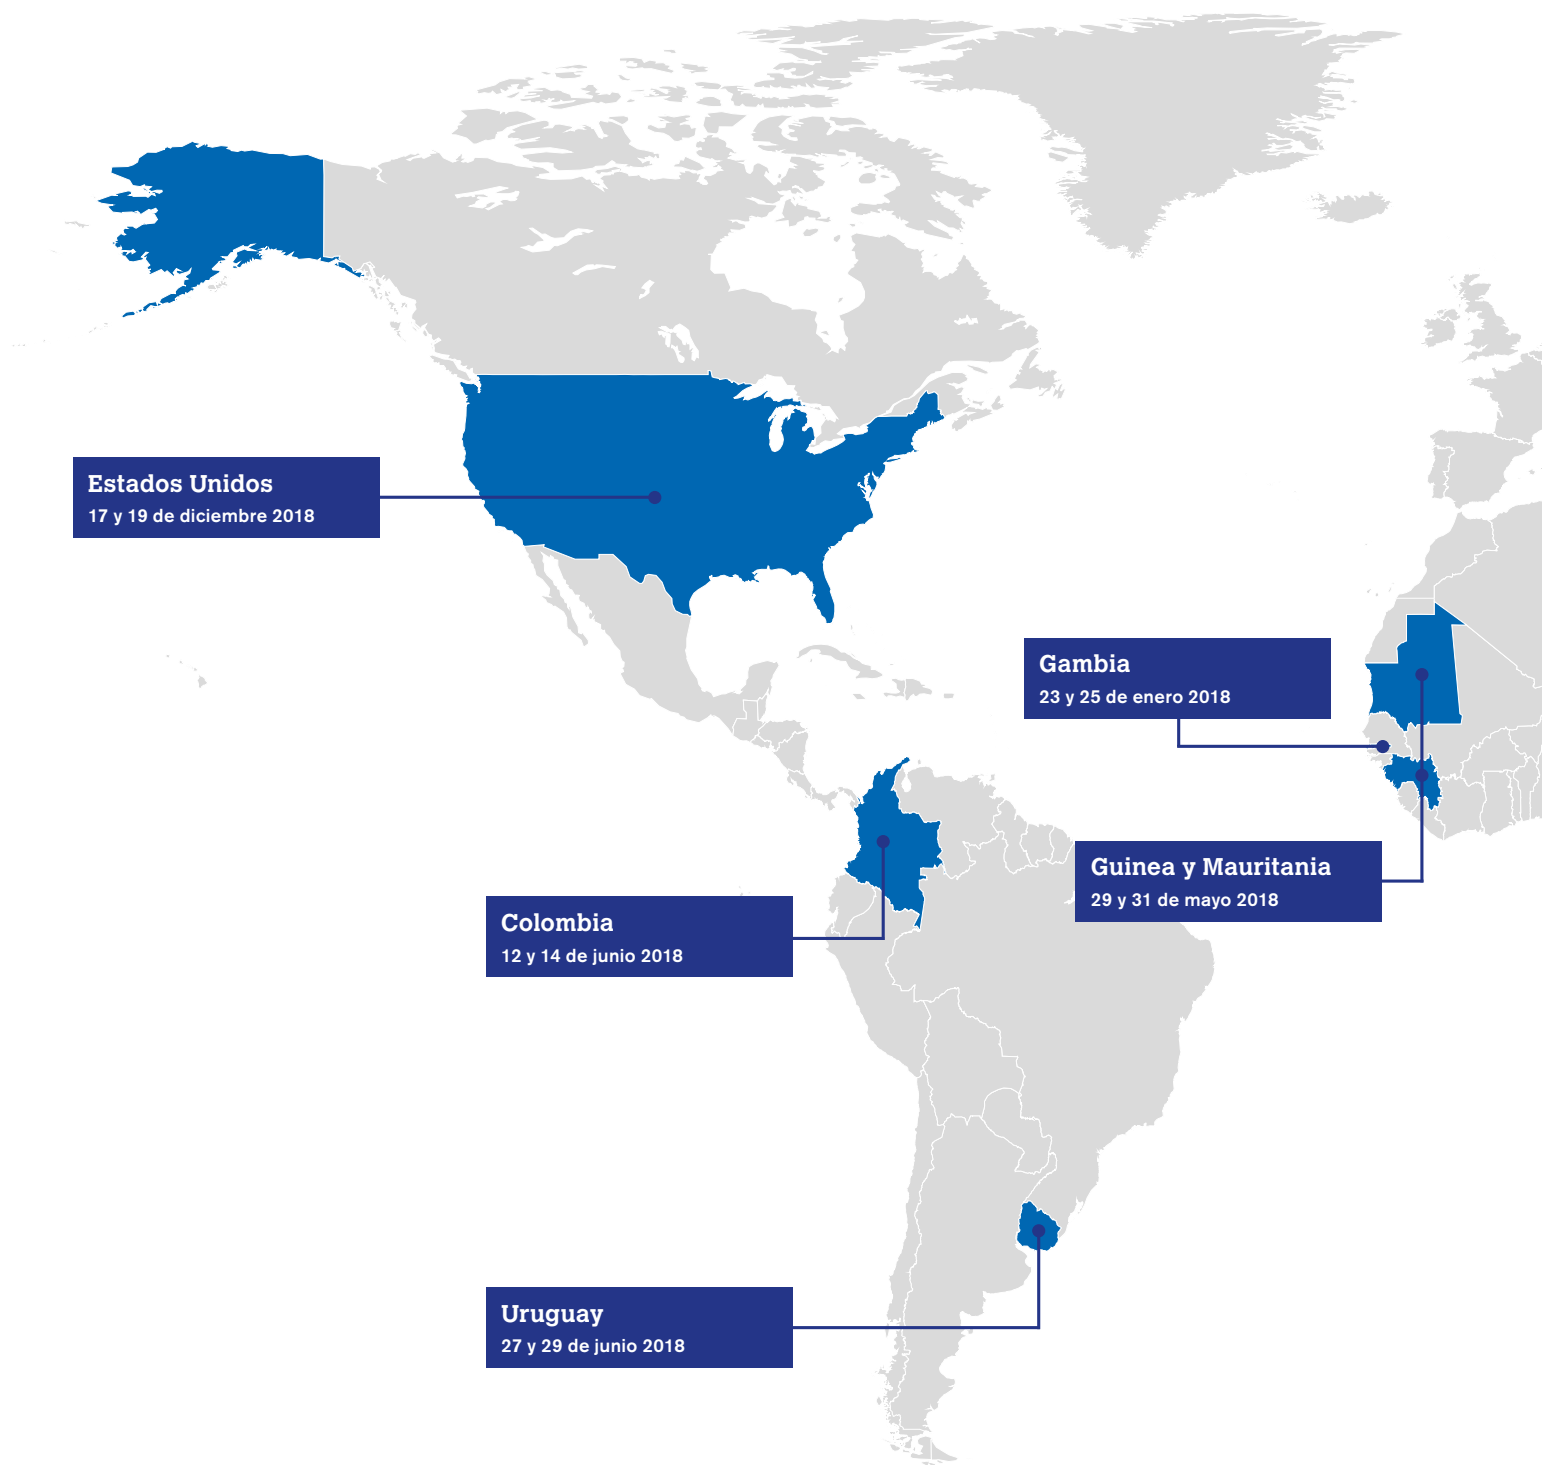 Estados Unidos
17 y 19 de diciembre 2018
Gambia
23 y 25 de enero 2018
Guinea y Mauritania
29 y 31 de mayo 2018
Colombia
12 y 14 de junio 2018
Uruguay
27 y 29 de junio 2018